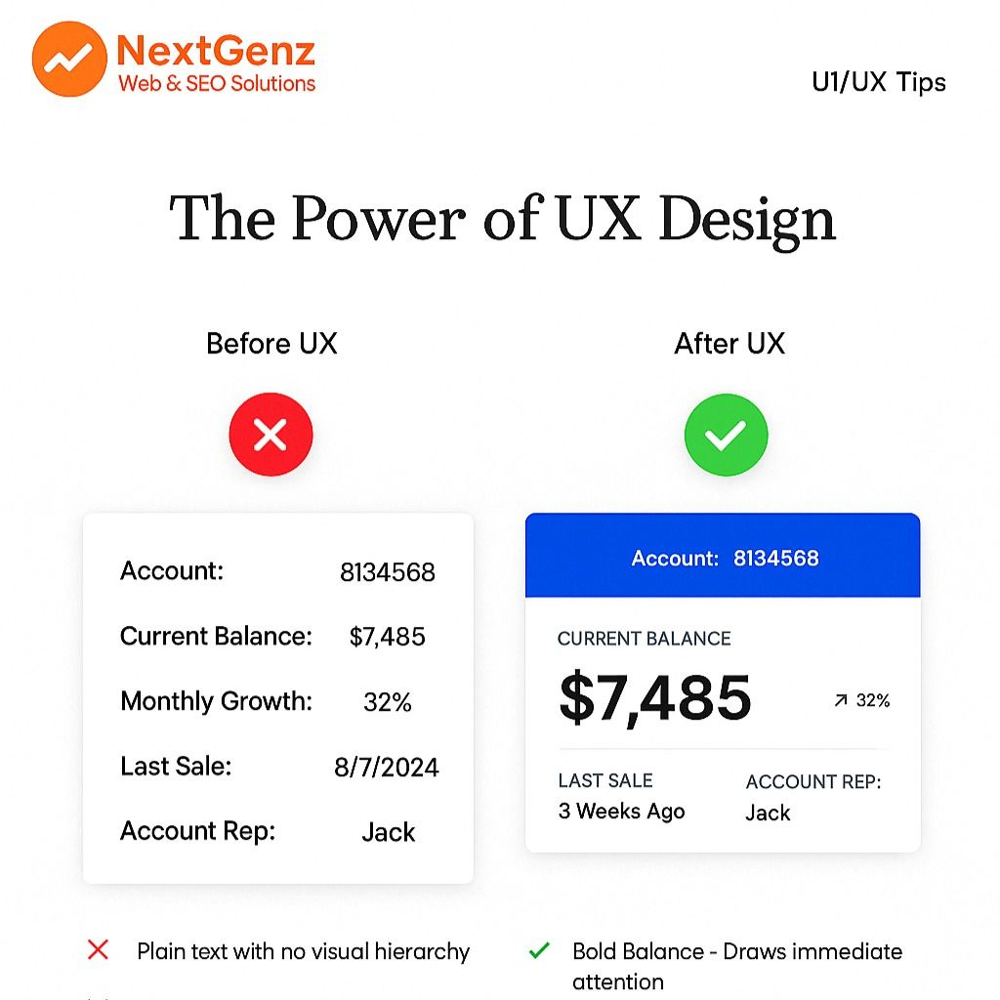 NextGenz
Web & SEO Solutions
U1/UX Tips
The Power of UX Design
Before UX
After UX
Account: 8134568
Current Balance: $7,485
Monthly Growth: 32%
Last Sale: 8/7/2024
Account Rep: Jack
Account: 8134568
CURRENT BALANCE
$7,485
32%
LAST SALE
ACCOUNT REP:
3 Weeks Ago
Jack
Plain text with no visual hierarchy
Bold Balance - Draws immediate
attention